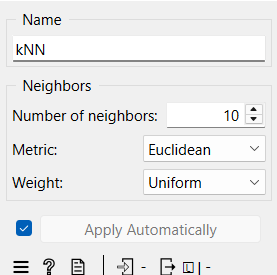 Name
kNN
Neighbors
Number of neighbors: 10
Metric: Euclidean
Weight: Uniform
Apply Automatically
? - | -